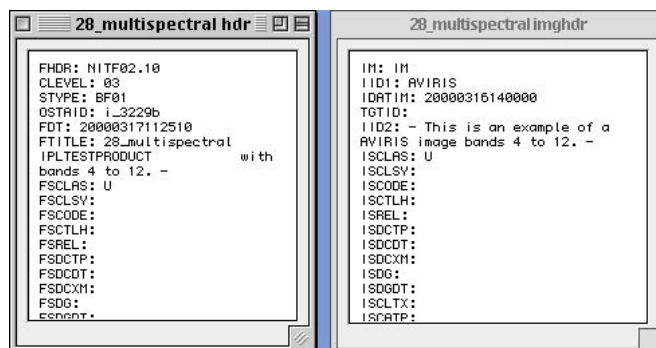 28_multispectral hdr
FHDR: NITF02.10
CLEVEL: 03
STYPE: BF01
OSTAID: i_3229b
FDT: 20000317112510
FTITLE: 28_multispectral
IPLTESTPRODUCT with
bands 4 to 12. -
FSCLAS: U
FSCLSY:
FSCODE:
FSCTLH:
FSREL:
FSDCTP:
FSDCDT:
FSDCXM:
FSDG:
FSDGDT:
28_multispectral imghdr
IM: IM
IID1: AVIRIS
IDATIM: 20000316140000
TGTID:
IID2: - This is an example of a
AVIRIS image bands 4 to 12. -
ISCLAS: U
ISCLSY:
ISCODE:
ISCTLH:
ISREL:
ISDCTP:
ISDCDT:
ISDCXM:
ISDG:
ISDGDT:
ISCLTX:
ISCATP: